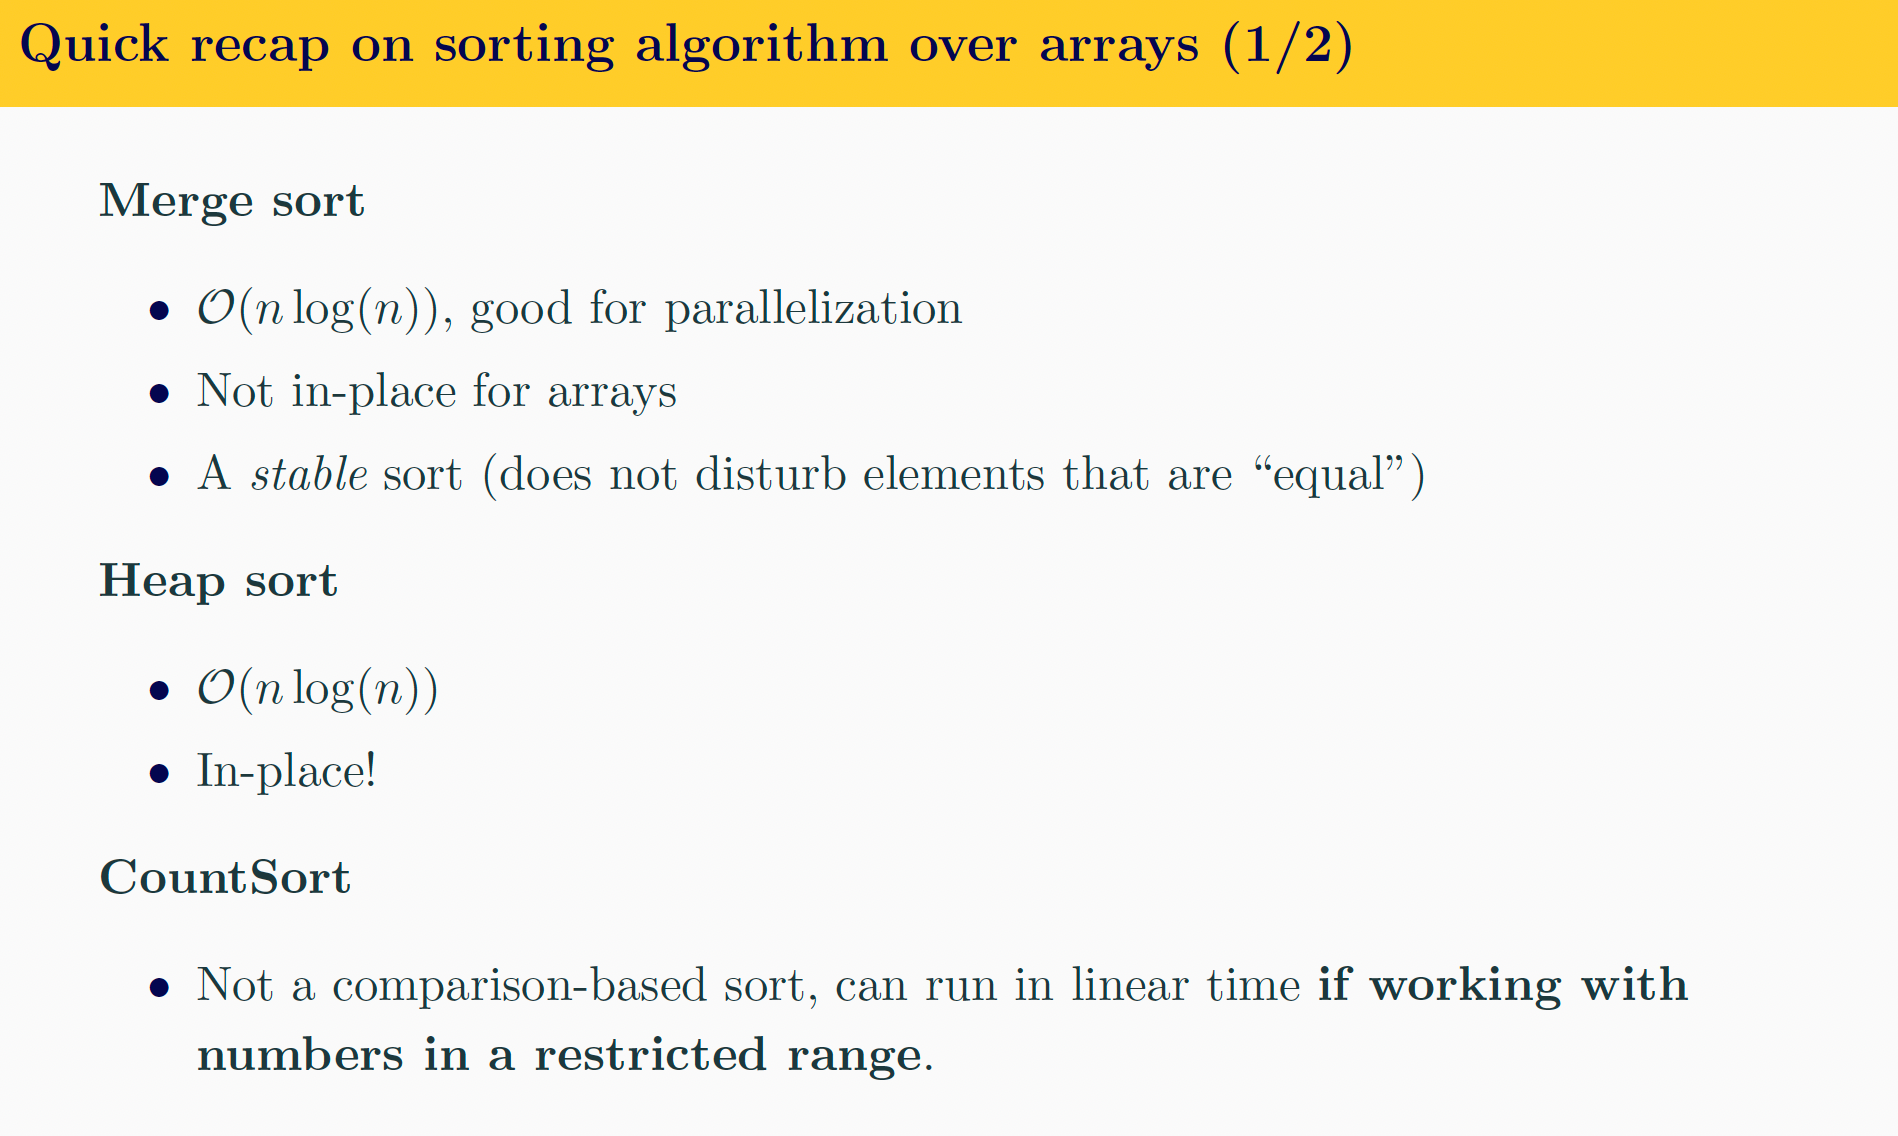 Quick recap on sorting algorithm over arrays (1/2)
Merge sort
• 𝒪(n log(n)), good for parallelization
• Not in-place for arrays
• A stable sort (does not disturb elements that are “equal”)
Heap sort
• 𝒪(n log(n))
• In-place!
CountSort
• Not a comparison-based sort, can run in linear time if working with
numbers in a restricted range.